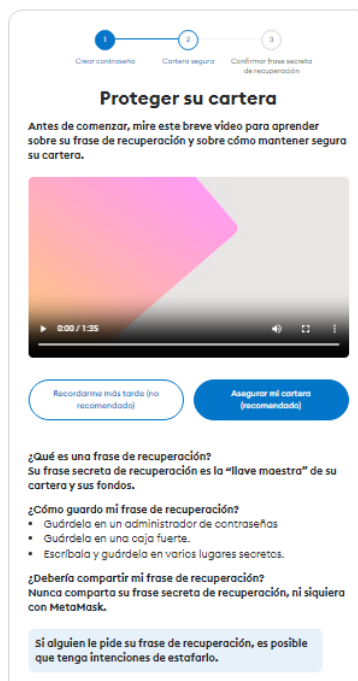 1
2
3
Crear contraseña
Cartera segura
Confirmar frase secreta
de recuperación
Proteger su cartera
Antes de comenzar, mire este breve video para aprender
sobre su frase de recuperación y sobre cómo mantener segura
su cartera.
0:00 / 1:35
Recordarme más tarde (no
recomendado)
Asegurar mi cartera
(recomendado)
¿Qué es una frase de recuperación?
Su frase secreta de recuperación es la “llave maestra” de su
cartera y sus fondos.
¿Cómo guardo mi frase de recuperación?
• Guárdela en un administrador de contraseñas
• Guárdela en una caja fuerte.
• Escríbala y guárdela en varios lugares secretos.
¿Debería compartir mi frase de recuperación?
Nunca comparta su frase secreta de recuperación, ni siquiera
con MetaMask.
Si alguien le pide su frase de recuperación, es posible
que tenga intenciones de estafarlo.